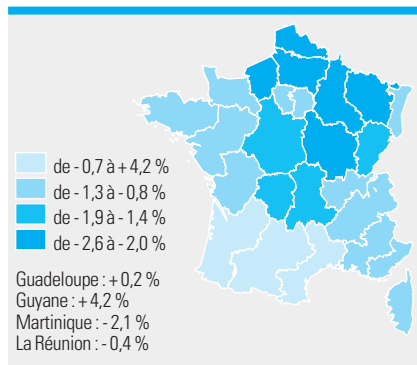 de - 0,7 à + 4,2 %
de - 1,3 à - 0,8 %
de - 1,9 à - 1,4 %
de - 2,6 à - 2,0 %
Guadeloupe : + 0,2 %
Guyane : + 4,2 %
Martinique : - 2,1 %
La Réunion : - 0,4 %